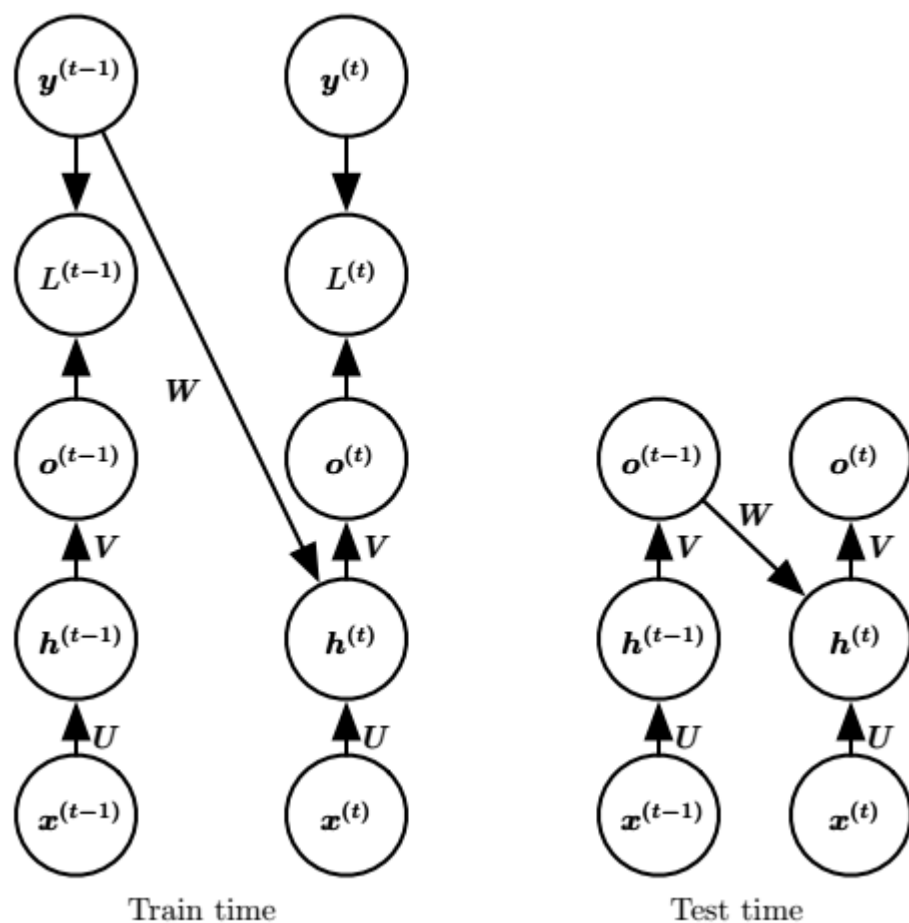 y^(t−1) y^(t)
L^(t−1) L^(t)
W
o^(t−1) o^(t) o^(t−1) o^(t)
W
V V V V
h^(t−1) h^(t) h^(t−1) h^(t)
U U U U
x^(t−1) x^(t) x^(t−1) x^(t)
Train time Test time